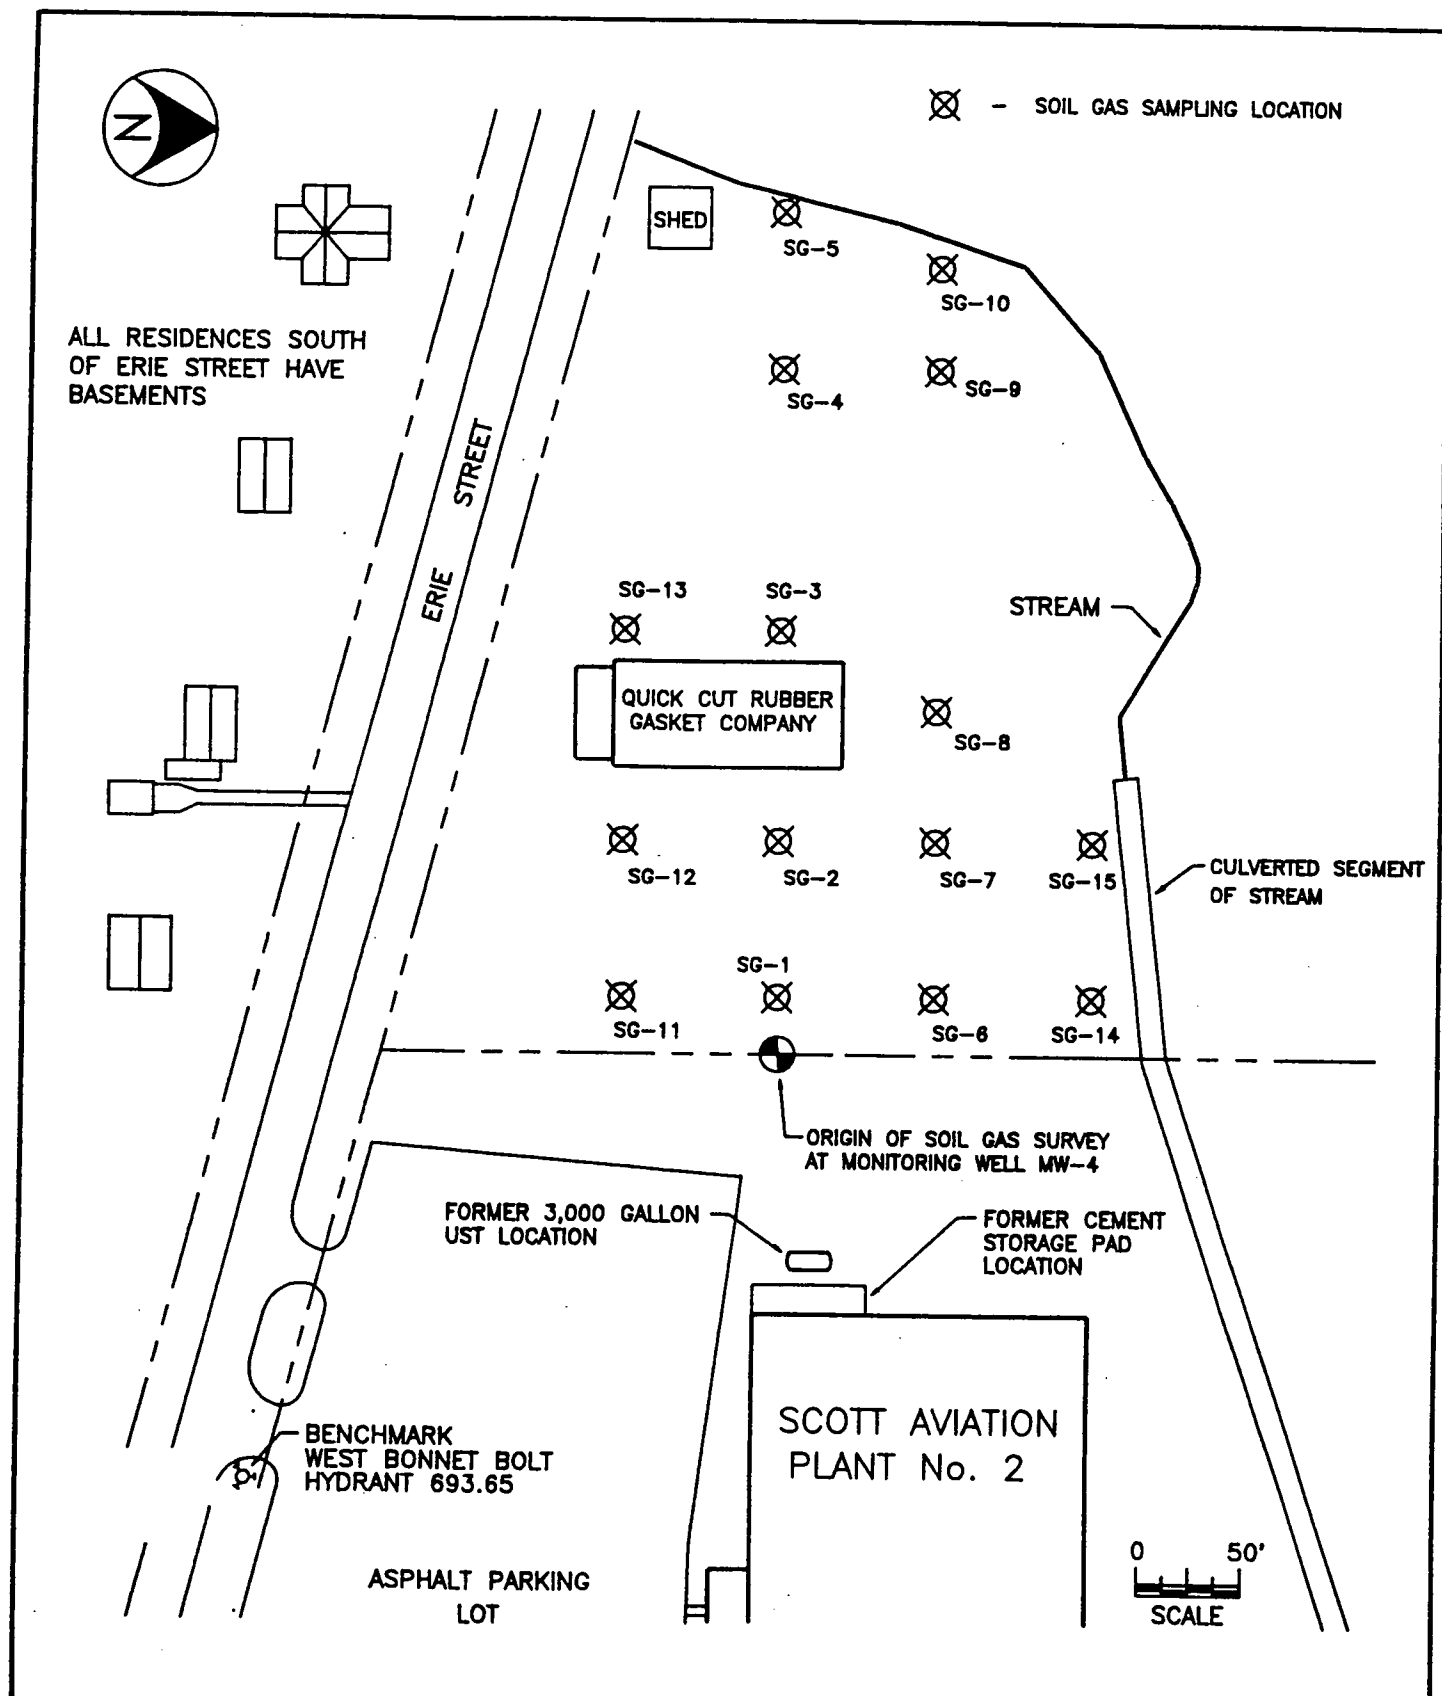 N
- SOIL GAS SAMPLING LOCATION
SHED
SG-5
SG-10
ALL RESIDENCES SOUTH
OF ERIE STREET HAVE
BASEMENTS
SG-4
SG-9
ERIE STREET
SG-13
SG-3
STREAM
QUICK CUT RUBBER
GASKET COMPANY
SG-8
SG-12
SG-2
SG-7
SG-15
CULVERTED SEGMENT
OF STREAM
SG-1
SG-11
SG-6
SG-14
ORIGIN OF SOIL GAS SURVEY
AT MONITORING WELL MW-4
FORMER 3,000 GALLON
UST LOCATION
FORMER CEMENT
STORAGE PAD
LOCATION
SCOTT AVIATION
PLANT No. 2
BENCHMARK
WEST BONNET BOLT
HYDRANT 693.65
ASPHALT PARKING
LOT
0 50'
SCALE